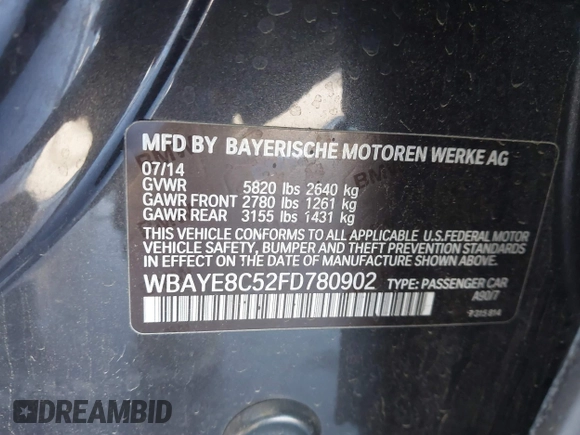 MFD BY BAYERISCHE MOTOREN WERKE AG
07/14
GVWR 5820 lbs 2640 kg
GAWR FRONT 2780 lbs 1261 kg
GAWR REAR 3155 lbs 1431 kg
THIS VEHICLE CONFORMS TO ALL APPLICABLE U.S.FEDERAL MOTOR
VEHICLE SAFETY, BUMPER AND THEFT PREVENTION STANDARDS
IN EFFECT ON THE DATE OF MANUFACTURE SHOWN ABOVE.
WBAYE8C52FD780902 TYPE: PASSENGER CAR
A90/7
DREAMBID